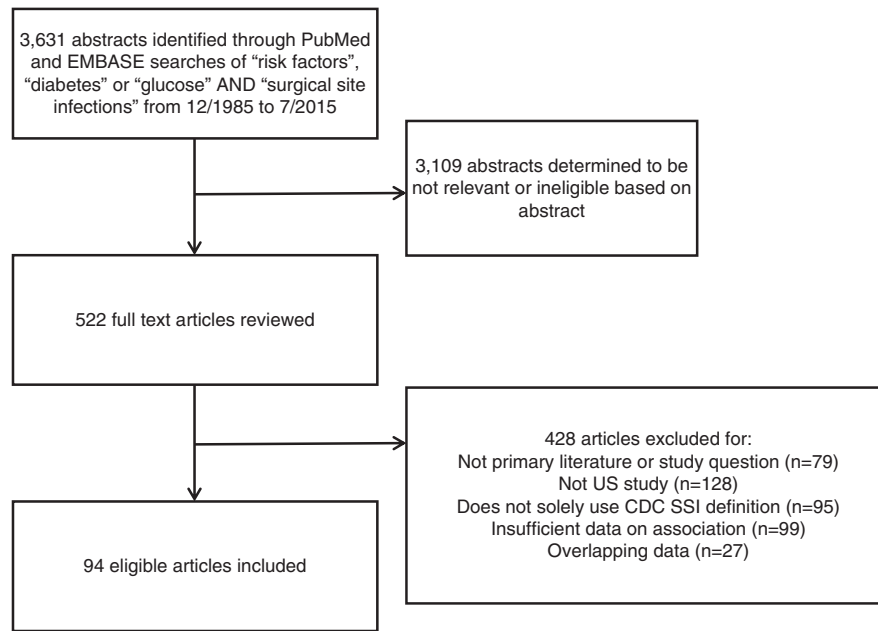 3,631 abstracts identified through PubMed
and EMBASE searches of “risk factors”,
“diabetes” or “glucose” AND “surgical site
infections” from 12/1985 to 7/2015
3,109 abstracts determined to be
not relevant or ineligible based on
abstract
522 full text articles reviewed
428 articles excluded for:
Not primary literature or study question (n=79)
Not US study (n=128)
Does not solely use CDC SSI definition (n=95)
Insufficient data on association (n=99)
Overlapping data (n=27)
94 eligible articles included